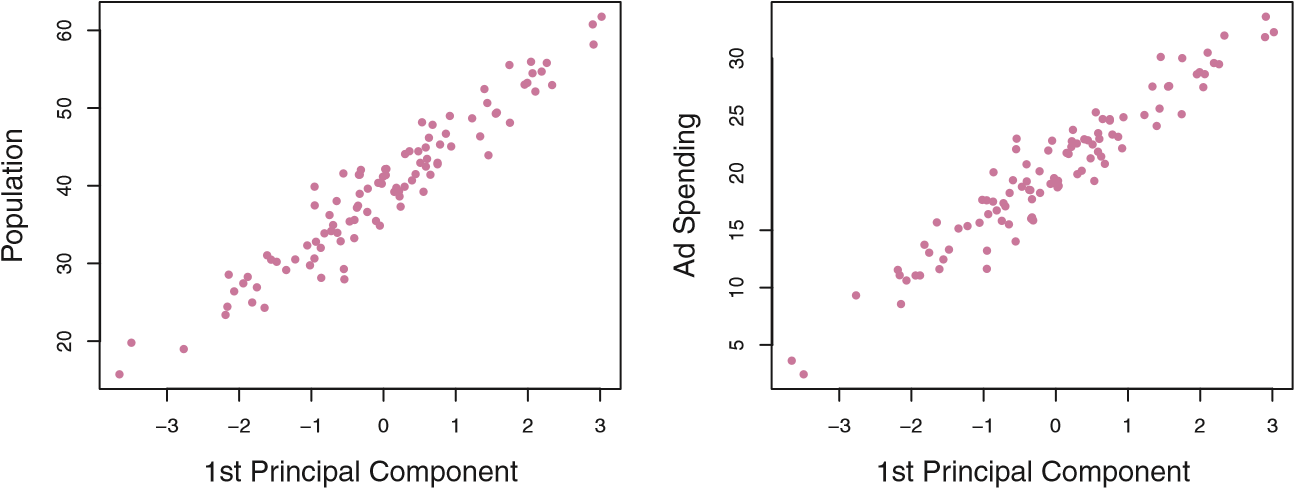 Population
20
30
40
50
60
−3 −2 −1 0 1 2 3
1st Principal Component
Ad Spending
5
10
15
20
25
30
−3 −2 −1 0 1 2 3
1st Principal Component